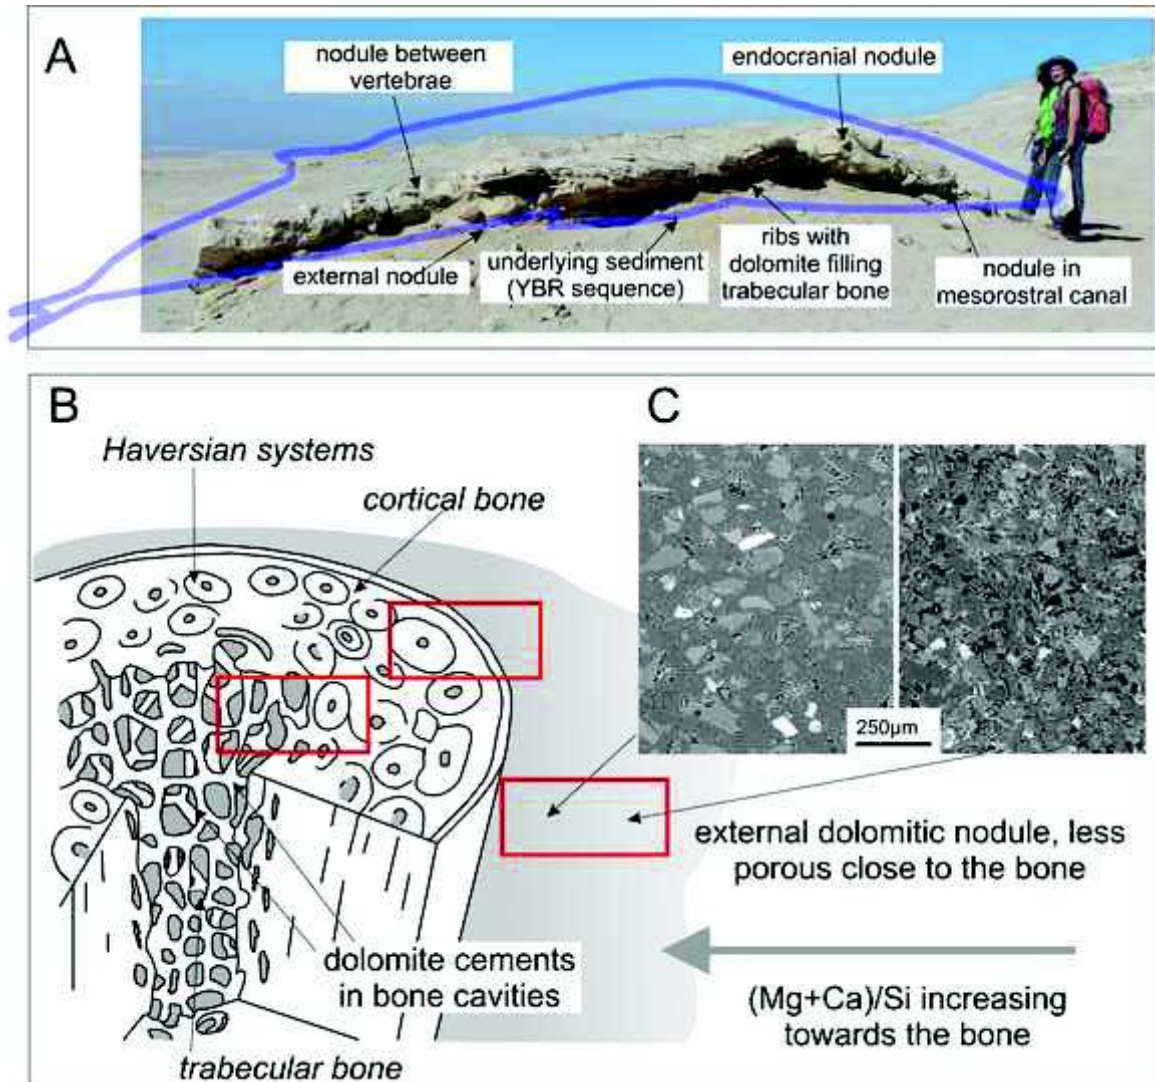 A
nodule between
vertebrae
endocranial nodule
external nodule
underlying sediment
(YBR sequence)
ribs with
dolomite filling
trabecular bone
nodule in
mesorostral canal
B
Haversian systems
cortical bone
C
250µm
external dolomitic nodule, less
porous close to the bone
dolomite cements
in bone cavities
(Mg+Ca)/Si increasing
towards the bone
trabecular bone